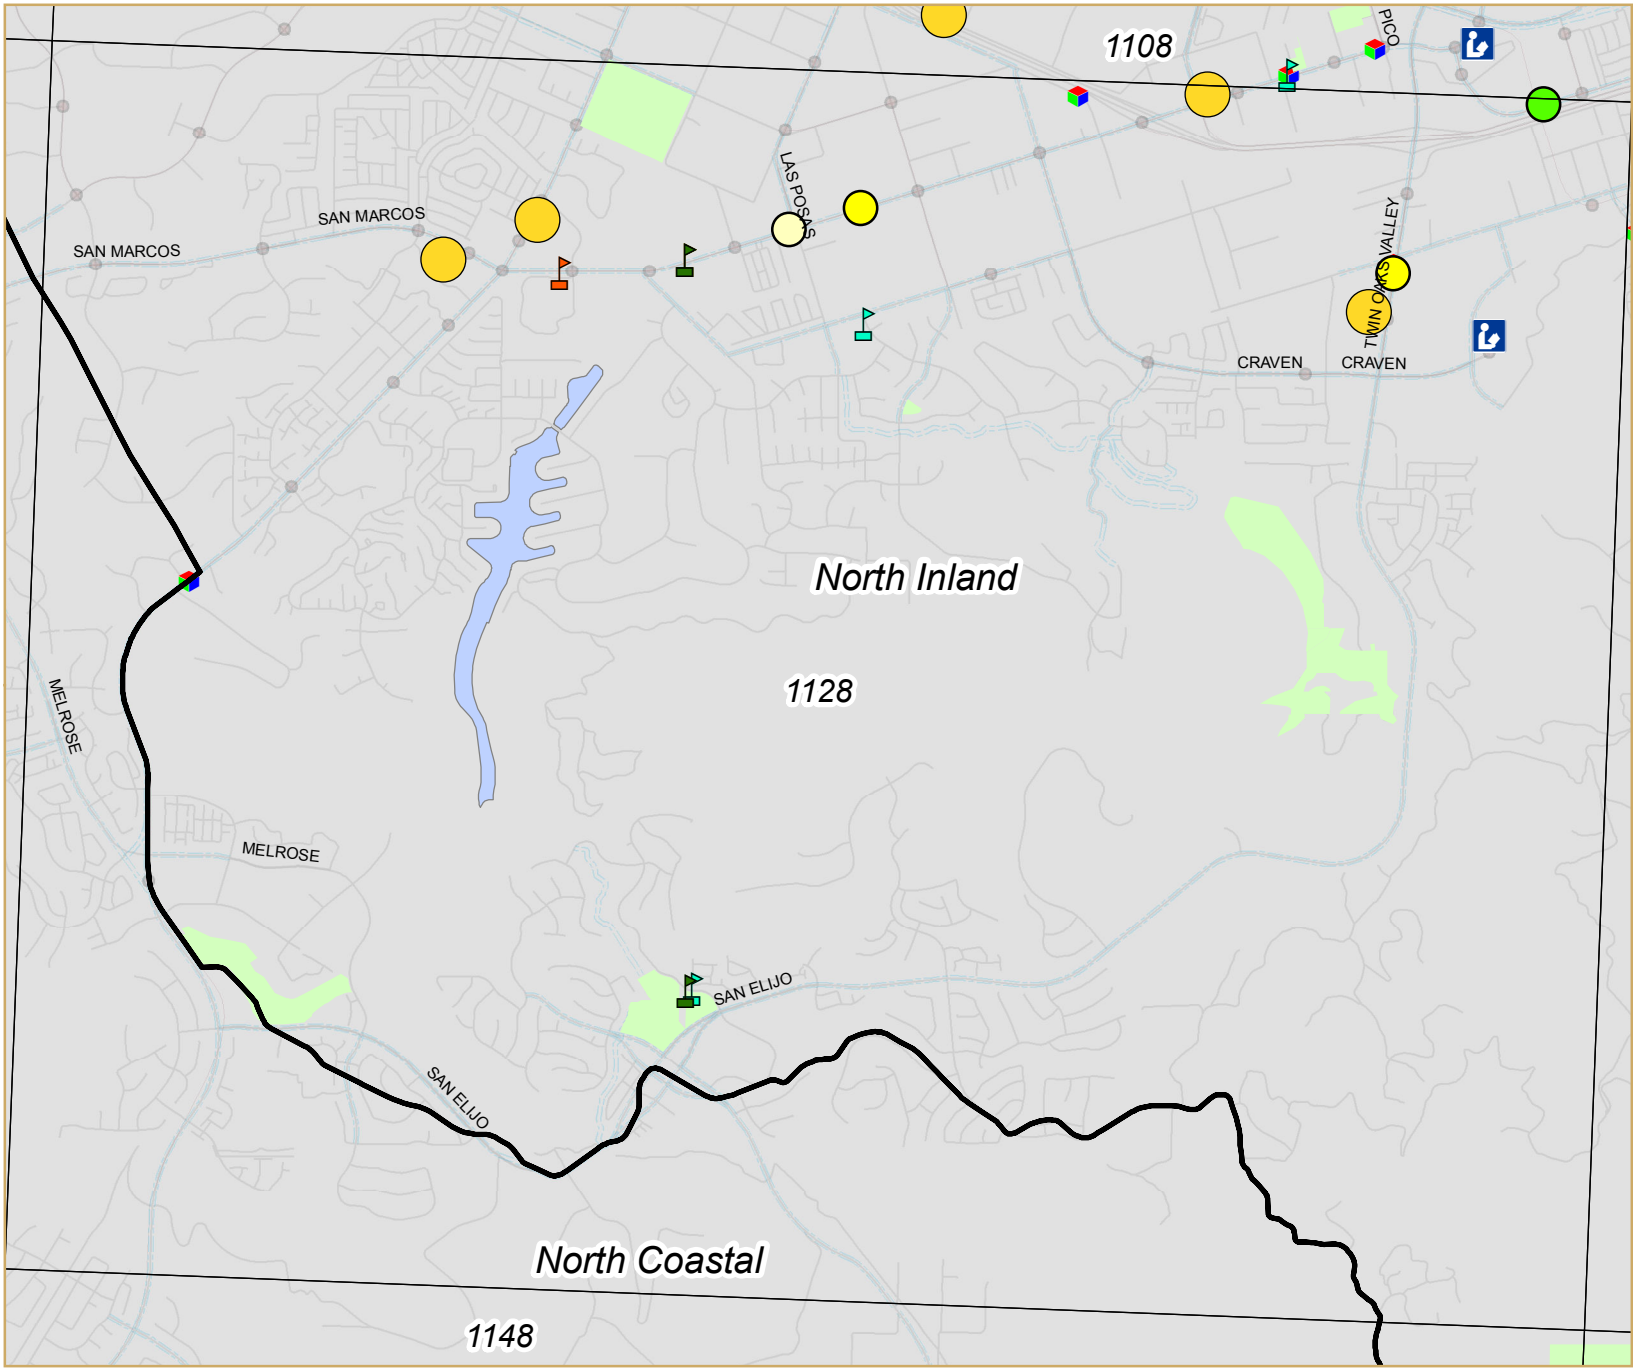 PICO
1108
LAS POSAS
SAN MARCOS
SAN MARCOS
TWIN OAKS VALLEY
CRAVEN
CRAVEN
North Inland
1128
MELROSE
MELROSE
SAN ELIJO
SAN ELIJO
North Coastal
1148